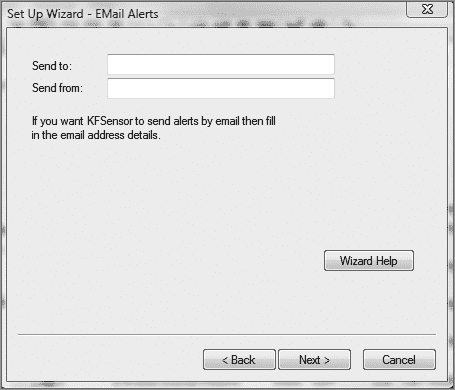 Set Up Wizard - EMail Alerts
Send to:
Send from:
If you want KFSensor to send alerts by email then fill
in the email address details.
Wizard Help
< Back
Next >
Cancel